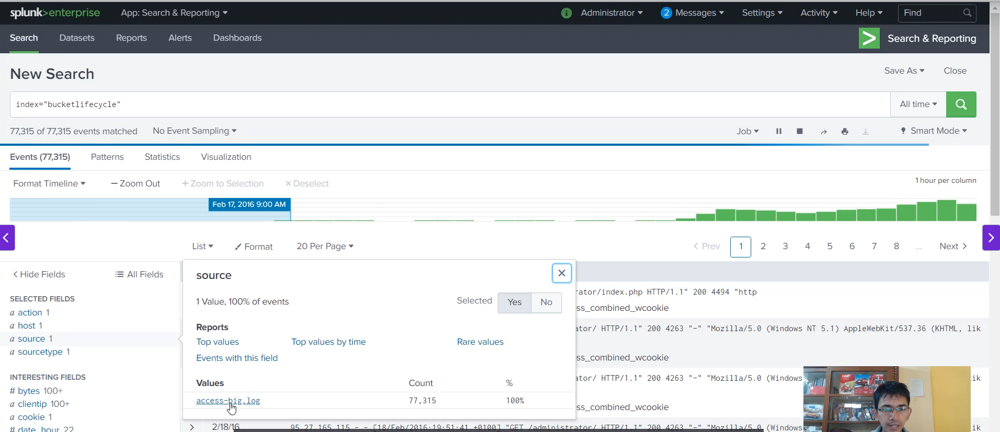 splunk>enterprise App: Search & Reporting i Administrator 2 Messages Settings Activity Help Find
Search Datasets Reports Alerts Dashboards > Search & Reporting
New Search Save As Close
index="bucketlifecycle" All time
77,315 of 77,315 events matched No Event Sampling Job Smart Mode
Events (77,315) Patterns Statistics Visualization
Format Timeline — Zoom Out + Zoom to Selection × Deselect 1 hour per column
Feb 17, 2016 9:00 AM
List Format 20 Per Page < Prev 1 2 3 4 5 6 7 8 ... Next >
< Hide Fields All Fields
SELECTED FIELDS
a action 1
a host 1
a source 1
a sourcetype 1
INTERESTING FIELDS
# bytes 100+
a clientip 100+
a cookie 1
# date_hour 22
source
1 Value, 100% of events Selected Yes No
Reports
Top values Top values by time Rare values
Events with this field
Values Count %
access-big.log 77,315 100%
rator/index.php HTTP/1.1" 200 4494 "http
ss_combined_wcookie
ator/ HTTP/1.1" 200 4263 "-" "Mozilla/5.0 (Windows NT 5.1) AppleWebKit/537.36 (KHTML, lik
ss_combined_wcookie
ator/ HTTP/1.1" 200 4263 "-" "Mozilla/5.0 (Windows ik
ss_combined_wcookie
> 2/18/16 95.27.165.115 - - [18/Feb/2016:19:51:41 +0100] "GET /administrator/ HTTP/1.1" 200 4263 "-" "Mozilla/5.0 (Windows ik